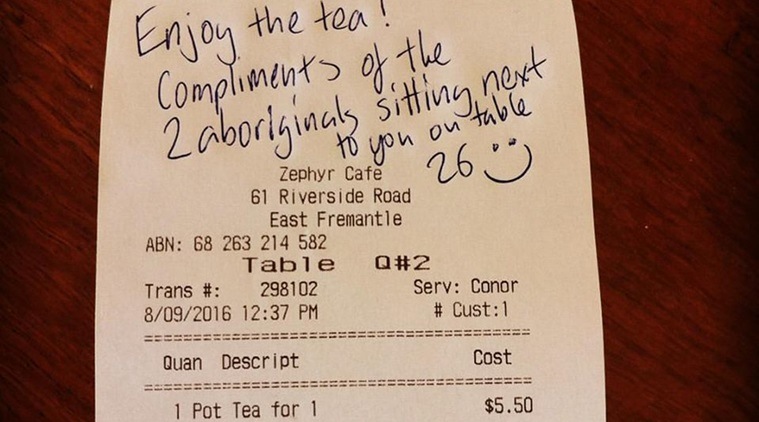 Enjoy the tea!
Compliments of the
2 aboriginals sitting next
to you on table
26
Zephyr Cafe
61 Riverside Road
East Fremantle
ABN: 68 263 214 582
Table Q#2
Trans #: 298102 Serv: Conor
8/09/2016 12:37 PM # Cust:1
Quan Descript Cost
1 Pot Tea for 1 $5.50